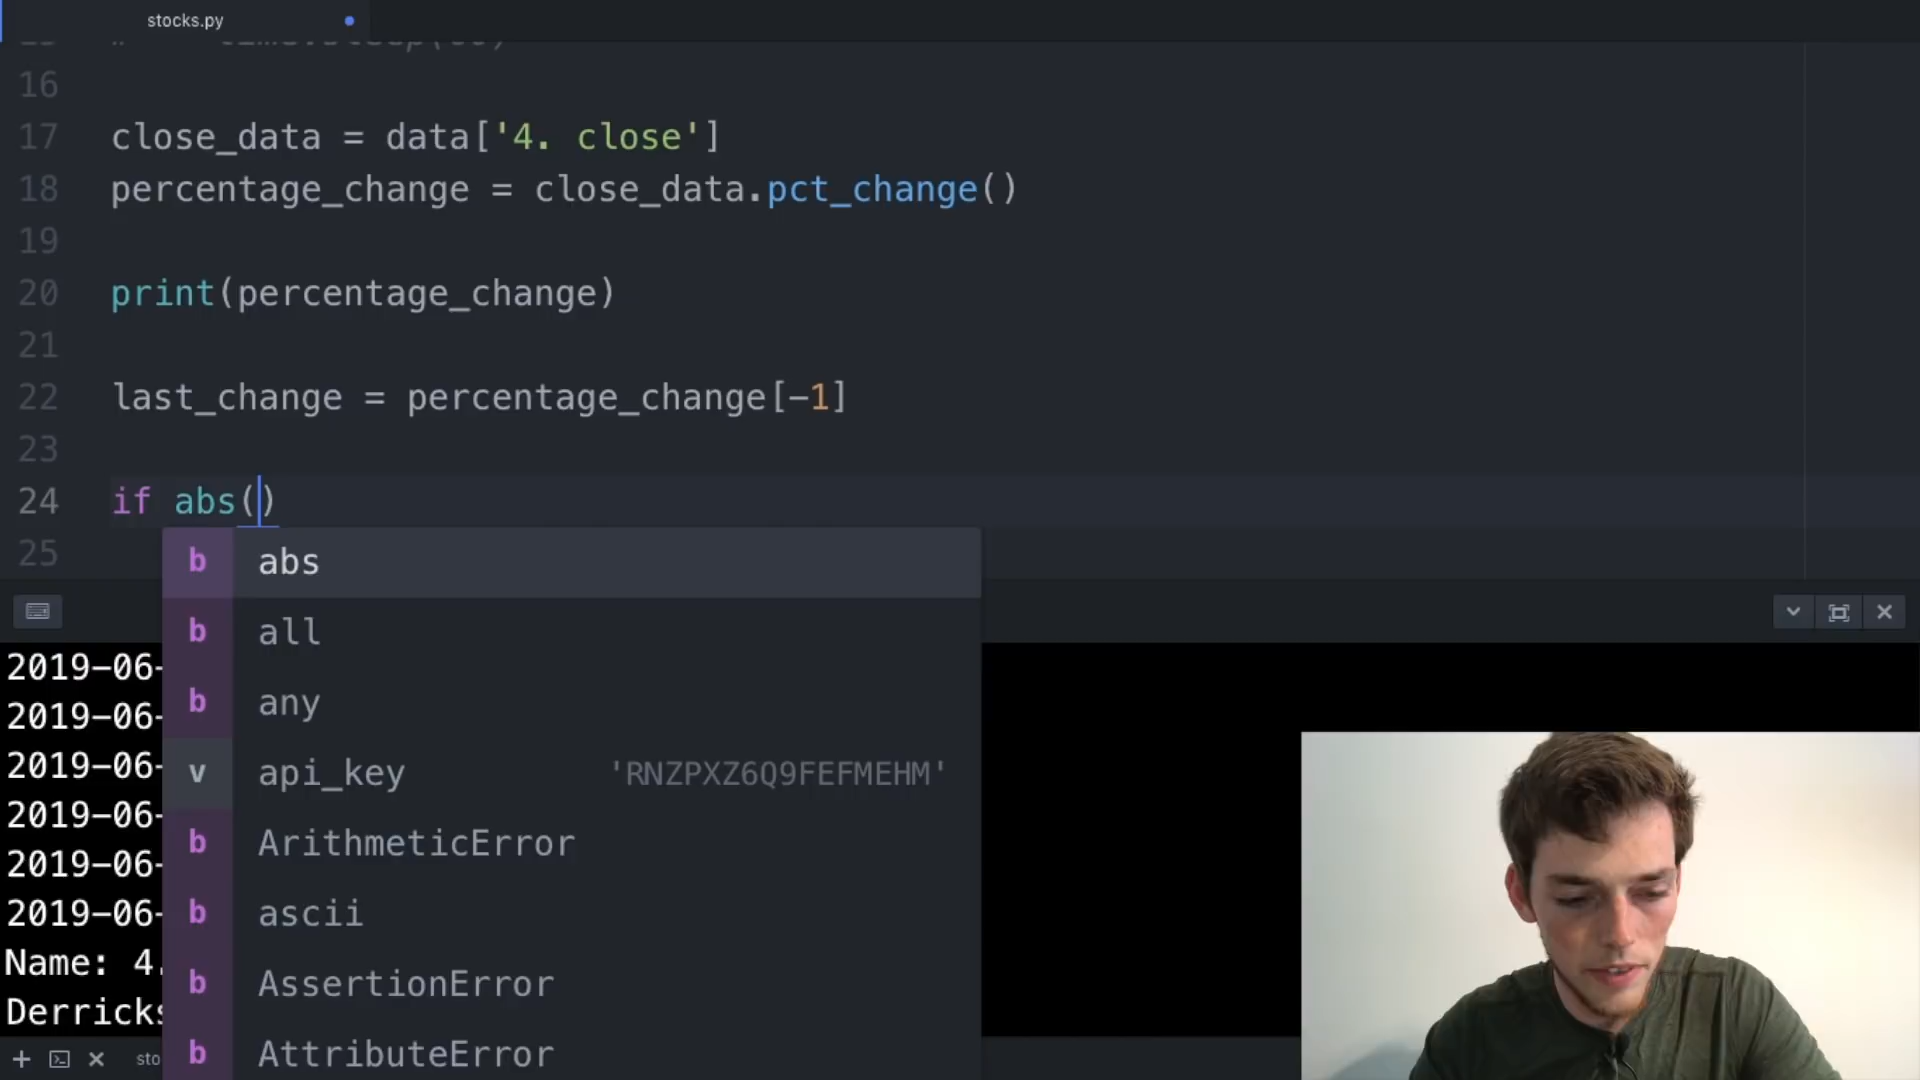 stocks.py
16
17 close_data = data['4. close']
18 percentage_change = close_data.pct_change()
19
20 print(percentage_change)
21
22 last_change = percentage_change[-1]
23
24 if abs()
25
b abs
b all
b any
v api_key 'RNZPXZ6Q9FEFMEHM'
b ArithmeticError
b ascii
b AssertionError
b AttributeError
2019-06-
2019-06-
2019-06-
2019-06-
2019-06-
2019-06-
Name: 4.
Derricks
sto